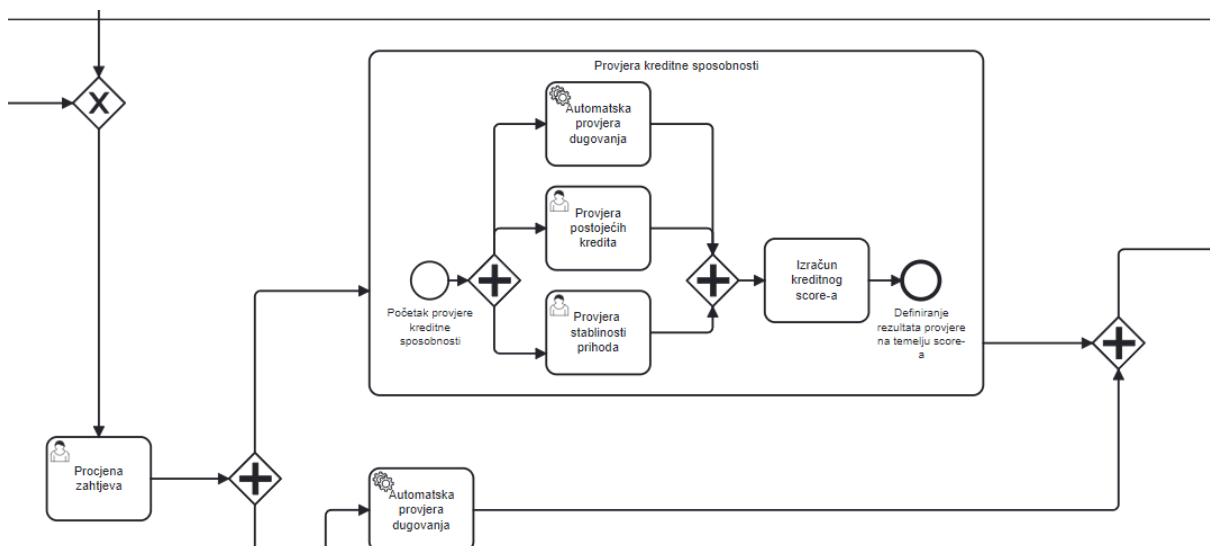 Provjera kreditne sposobnosti
Automatska
provjera
dugovanja
Provjera
postojećih
kredita
Provjera
stablinosti
prihoda
Početak provjere
kreditne
sposobnosti
Izračun
kreditnog
score-a
Definiranje
rezultata provjere
na temelju score-
a
Procjena
zahtjeva
Automatska
provjera
dugovanja